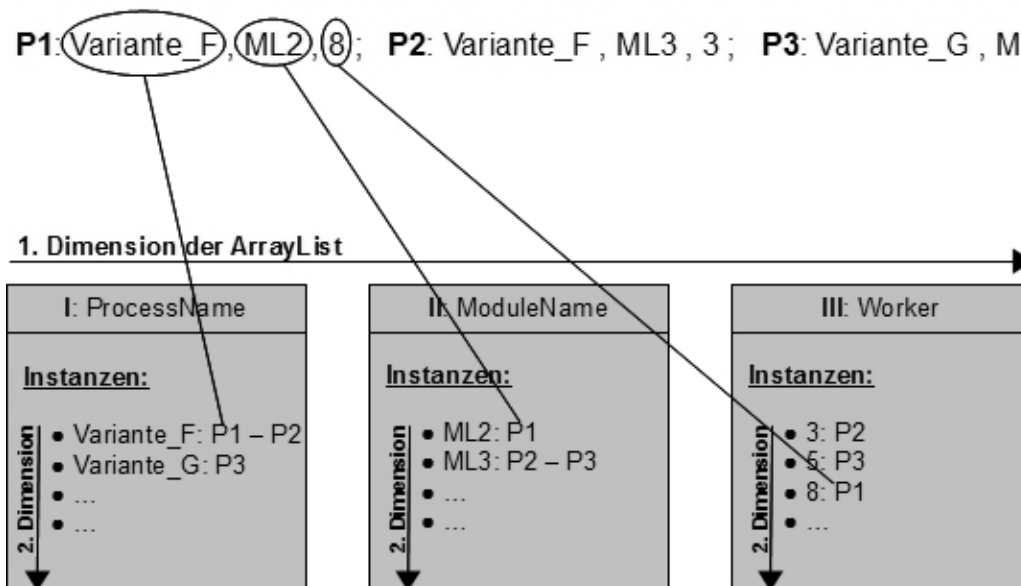 P1: Variante_F , ML2 , 8 ; P2: Variante_F , ML3 , 3 ; P3: Variante_G , M
1. Dimension der ArrayList
I: ProcessName
Instanzen:
2. Dimension
• Variante_F: P1 – P2
• Variante_G: P3
• ...
• ...
II: ModuleName
Instanzen:
2. Dimension
• ML2: P1
• ML3: P2 – P3
• ...
• ...
III: Worker
Instanzen:
2. Dimension
• 3: P2
• 5: P3
• 8: P1
• ...